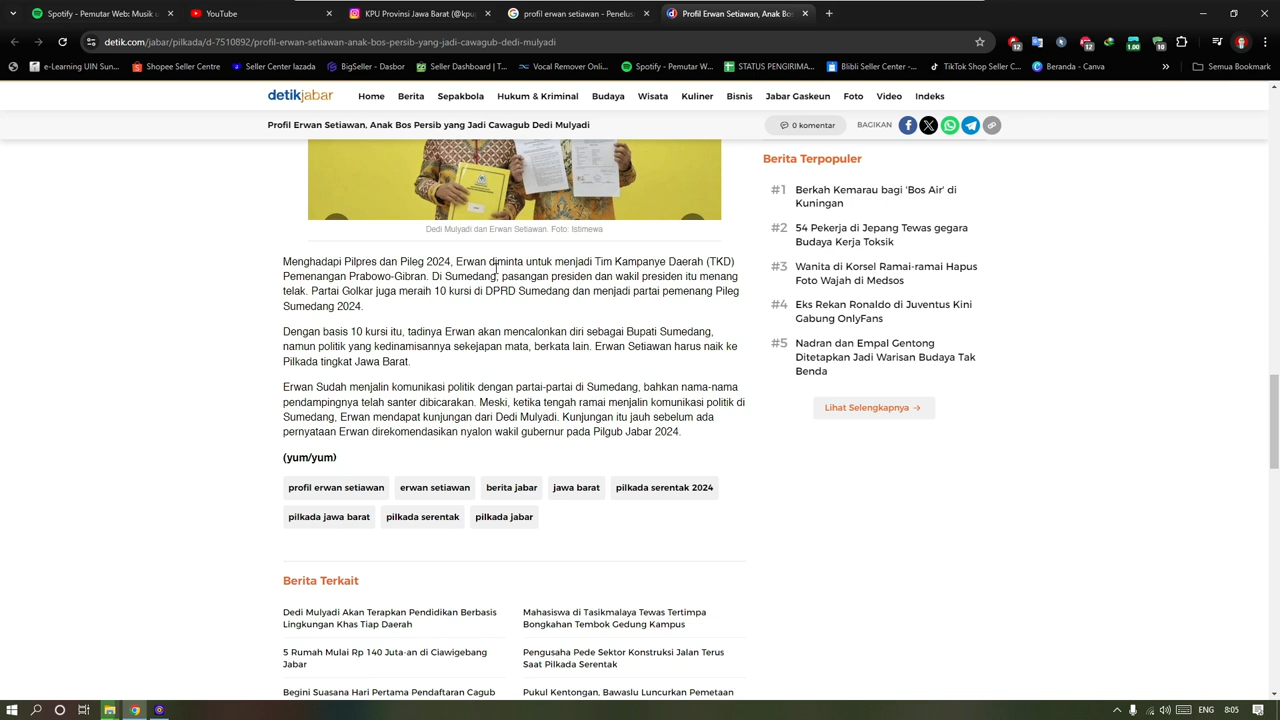 Spotify - Pemutar Web: Musik u
YouTube
KPU Provinsi Jawa Barat (@kpu
profil erwan setiawan - Penelus
Profil Erwan Setiawan, Anak Bos
detik.com/jabar/pilkada/d-7510892/profil-erwan-setiawan-anak-bos-persib-yang-jadi-cawagub-dedi-mulyadi
12
12
1.00
10
e-Learning UIN Sun...
Shopee Seller Centre
Seller Center lazada
BigSeller - Dasbor
Seller Dashboard | T...
Vocal Remover Onli...
Spotify - Pemutar W...
STATUS PENGIRIMA...
Blibli Seller Center -...
TikTok Shop Seller C...
Beranda - Canva
Semua Bookmark
detikjabar
Home Berita Sepakbola Hukum & Kriminal Budaya Wisata Kuliner Bisnis Jabar Gaskeun Foto Video Indeks
Profil Erwan Setiawan, Anak Bos Persib yang Jadi Cawagub Dedi Mulyadi
0 komentar
BAGIKAN
Dedi Mulyadi dan Erwan Setiawan. Foto: Istimewa
Menghadapi Pilpres dan Pileg 2024, Erwan diminta untuk menjadi Tim Kampanye Daerah (TKD)
Pemenangan Prabowo-Gibran. Di Sumedang, pasangan presiden dan wakil presiden itu menang
telak. Partai Golkar juga meraih 10 kursi di DPRD Sumedang dan menjadi partai pemenang Pileg
Sumedang 2024.
Dengan basis 10 kursi itu, tadinya Erwan akan mencalonkan diri sebagai Bupati Sumedang,
namun politik yang kedinamisannya sekejapan mata, berkata lain. Erwan Setiawan harus naik ke
Pilkada tingkat Jawa Barat.
Erwan Sudah menjalin komunikasi politik dengan partai-partai di Sumedang, bahkan nama-nama
pendampingnya telah santer dibicarakan. Meski, ketika tengah ramai menjalin komunikasi politik di
Sumedang, Erwan mendapat kunjungan dari Dedi Mulyadi. Kunjungan itu jauh sebelum ada
pernyataan Erwan direkomendasikan nyalon wakil gubernur pada Pilgub Jabar 2024.
(yum/yum)
profil erwan setiawan
erwan setiawan
berita jabar
jawa barat
pilkada serentak 2024
pilkada jawa barat
pilkada serentak
pilkada jabar
Berita Terkait
Dedi Mulyadi Akan Terapkan Pendidikan Berbasis
Lingkungan Khas Tiap Daerah
Mahasiswa di Tasikmalaya Tewas Tertimpa
Bongkahan Tembok Gedung Kampus
5 Rumah Mulai Rp 140 Juta-an di Ciawigebang
Jabar
Pengusaha Pede Sektor Konstruksi Jalan Terus
Saat Pilkada Serentak
Begini Suasana Hari Pertama Pendaftaran Cagub
Pukul Kentongan, Bawaslu Luncurkan Pemetaan
Berita Terpopuler
#1 Berkah Kemarau bagi 'Bos Air' di
Kuningan
#2 54 Pekerja di Jepang Tewas gegara
Budaya Kerja Toksik
#3 Wanita di Korsel Ramai-ramai Hapus
Foto Wajah di Medsos
#4 Eks Rekan Ronaldo di Juventus Kini
Gabung OnlyFans
#5 Nadran dan Empal Gentong
Ditetapkan Jadi Warisan Budaya Tak
Benda
Lihat Selengkapnya
ENG
8:05